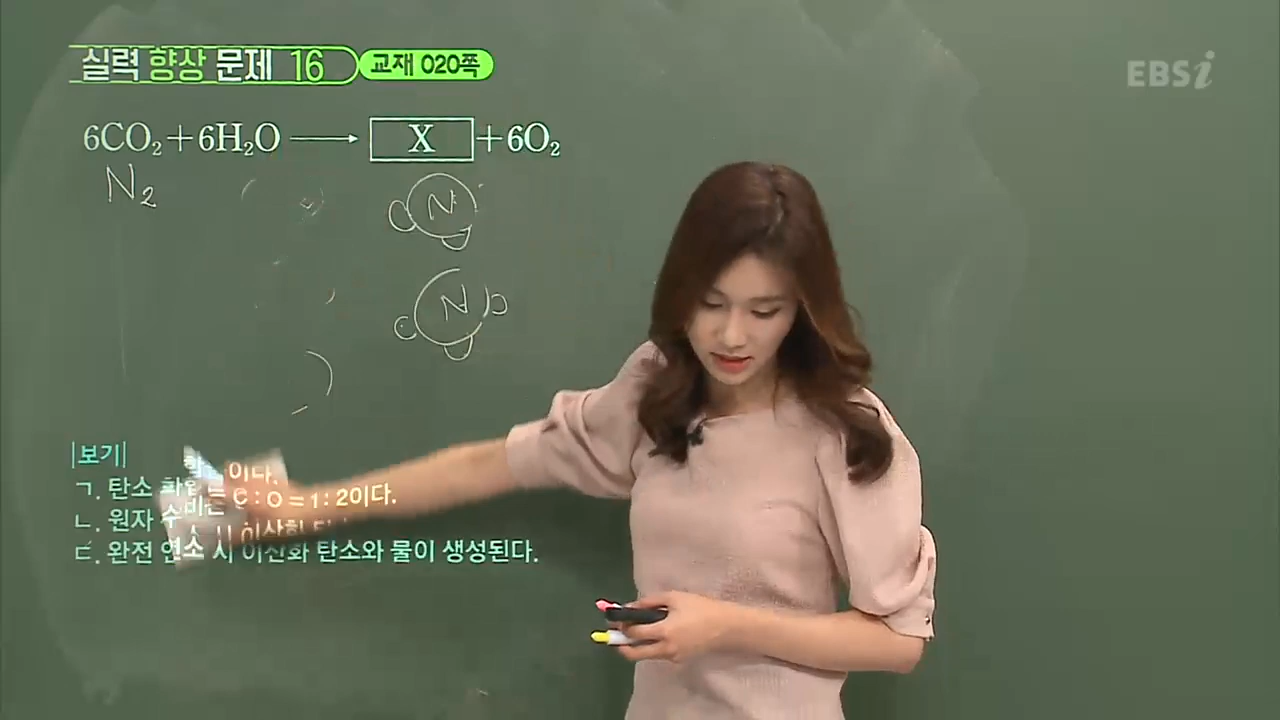 실력 향상 문제 16 교재 020쪽
EBSi
6CO₂+6H₂O → X +6O₂
N₂
N
N
|보기|
ㄱ. 탄소 이다.
ㄴ. 원자 수 C : O = 1 : 2이다.
ㄷ. 완전 연소 시 이산화 탄소와 물이 생성된다.